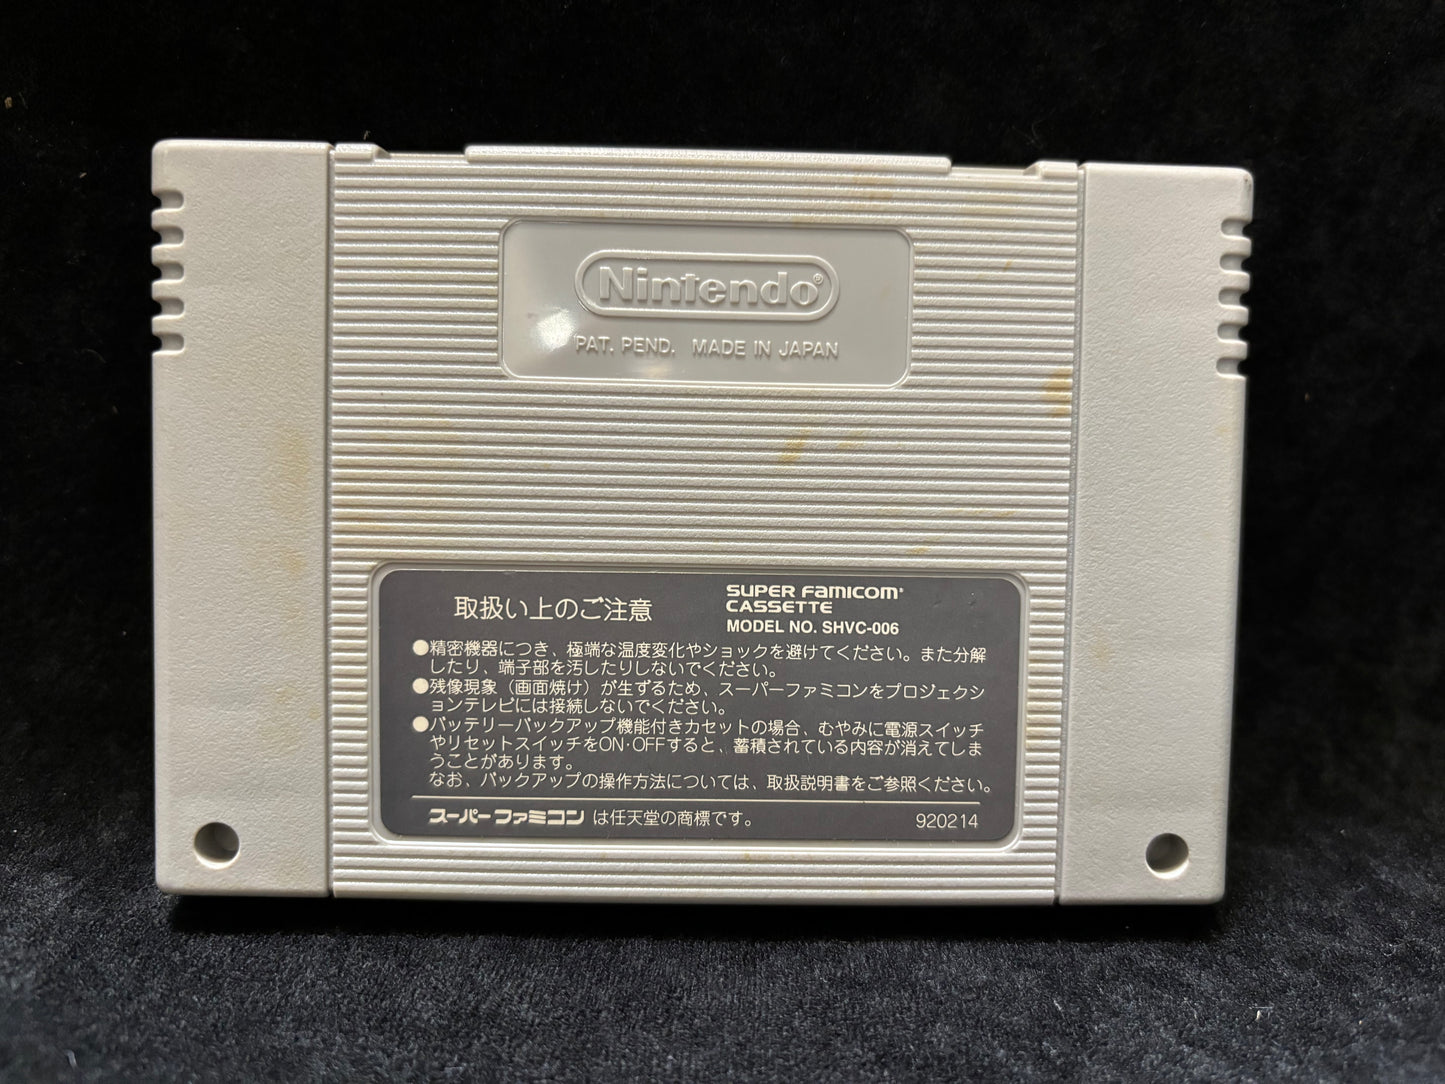 Nintendo®
PAT. PEND. MADE IN JAPAN
取扱い上のご注意
SUPER FAMICOM®
CASSETTE
MODEL NO. SHVC-006
●精密機器につき、極端な温度変化やショックを避けてください。また分解
したり、端子部を汚したりしないでください。
●残像現象（画面焼け）が生ずるため、スーパーファミコンをプロジェクシ
ョンテレビには接続しないでください。
●バッテリーバックアップ機能付きカセットの場合、むやみに電源スイッチ
やリセットスイッチをON･OFFすると、蓄積されている内容が消えてしま
うことがあります。
なお、バックアップの操作方法については、取扱説明書をご参照ください。
スーパーファミコン は任天堂の商標です。
920214